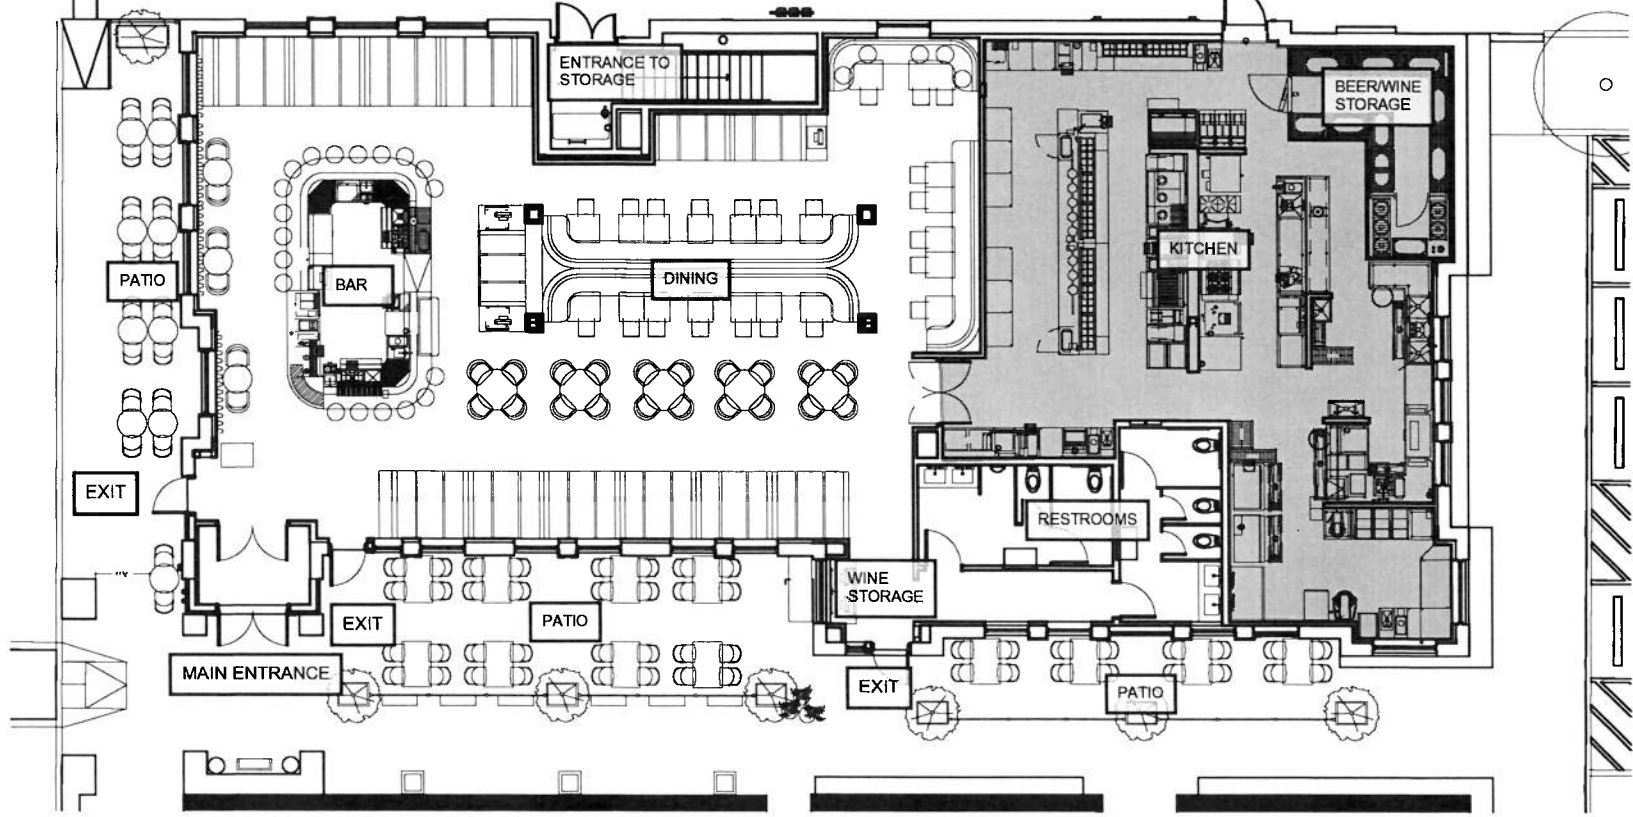 ENTRANCE TO
STORAGE
BEER/WINE
STORAGE
PATIO
BAR
DINING
KITCHEN
EXIT
RESTROOMS
WINE
STORAGE
EXIT
PATIO
MAIN ENTRANCE
EXIT
PATIO